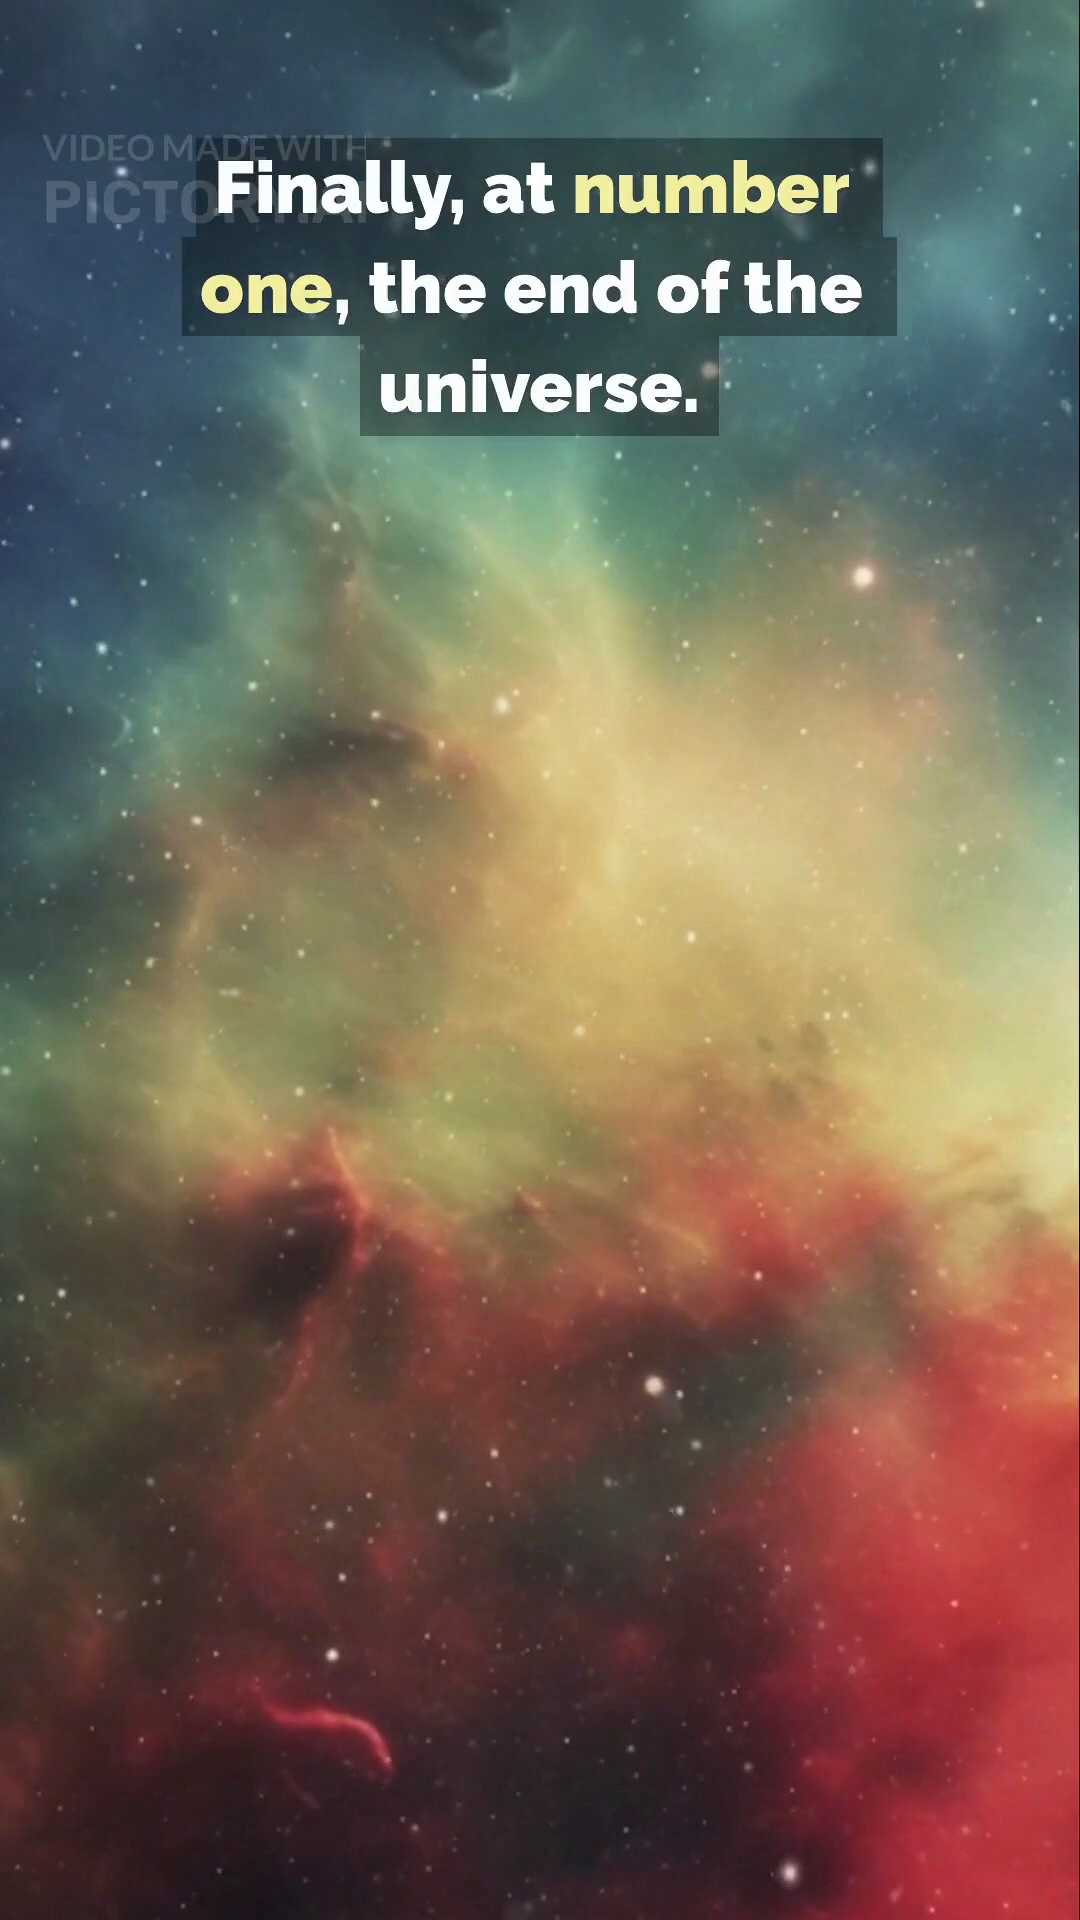 VIDEO MADE WITH
Finally, at number
one, the end of the
universe.